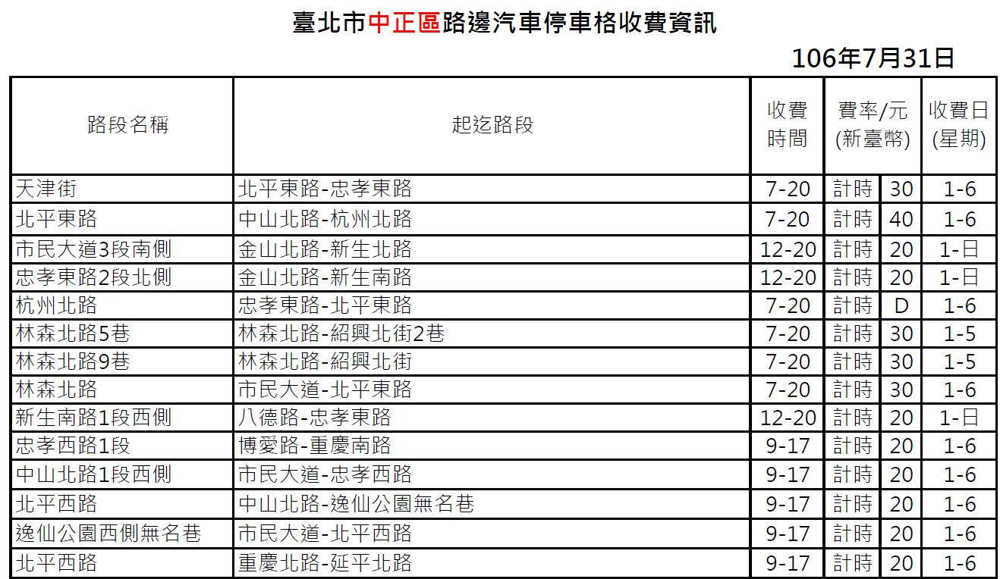 臺北市中正區路邊汽車停車格收費資訊
106年7月31日
路段名稱 起迄路段 收費時間 費率/元(新臺幣) 收費日(星期)
天津街 北平東路-忠孝東路 7-20 計時 30 1-6
北平東路 中山北路-杭州北路 7-20 計時 40 1-6
市民大道3段南側 金山北路-新生北路 12-20 計時 20 1-日
忠孝東路2段北側 金山北路-新生南路 12-20 計時 20 1-日
杭州北路 忠孝東路-北平東路 7-20 計時 D 1-6
林森北路5巷 林森北路-紹興北街2巷 7-20 計時 30 1-5
林森北路9巷 林森北路-紹興北街 7-20 計時 30 1-5
林森北路 市民大道-北平東路 7-20 計時 30 1-6
新生南路1段西側 八德路-忠孝東路 12-20 計時 20 1-日
忠孝西路1段 博愛路-重慶南路 9-17 計時 20 1-6
中山北路1段西側 市民大道-忠孝西路 9-17 計時 20 1-6
北平西路 中山北路-逸仙公園無名巷 9-17 計時 20 1-6
逸仙公園西側無名巷 市民大道-北平西路 9-17 計時 20 1-6
北平西路 重慶北路-延平北路 9-17 計時 20 1-6